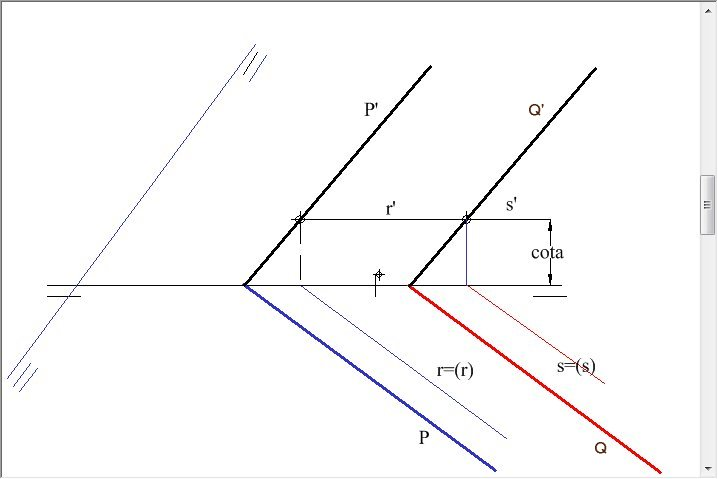 P'
Q'
r'
s'
cota
r=(r)
s=(s)
P
Q